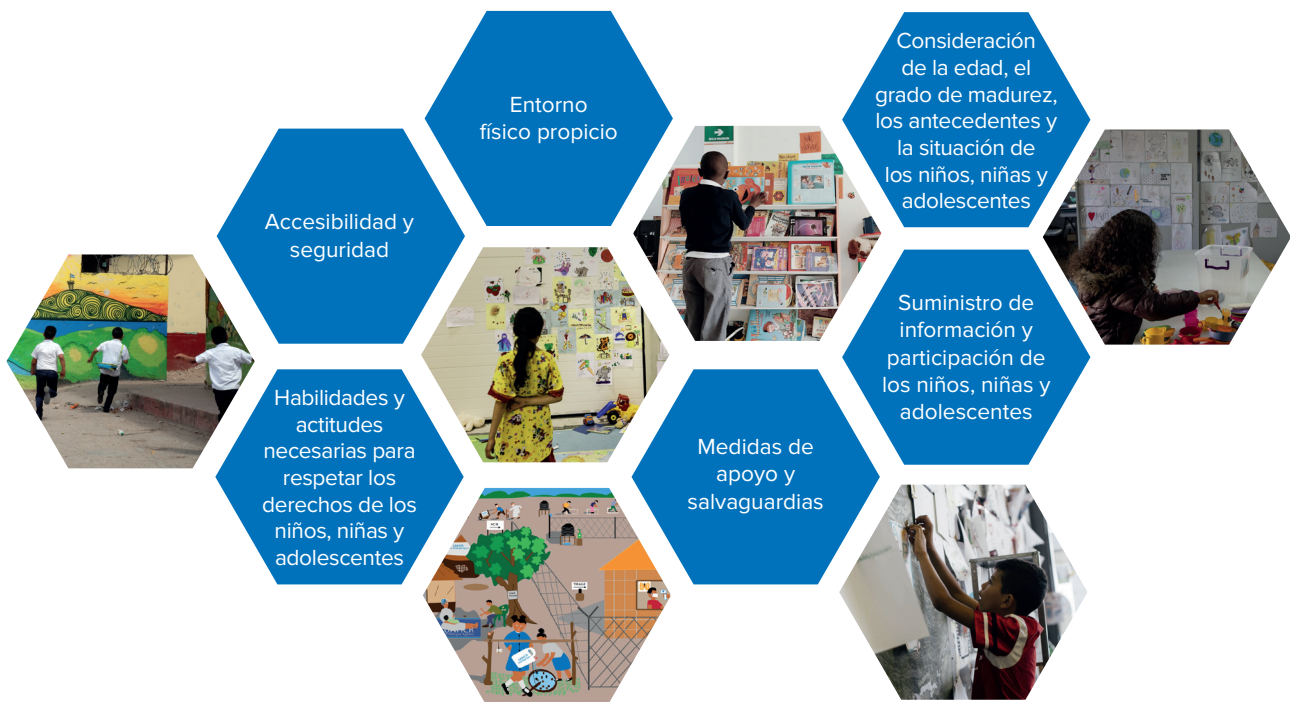 Entorno
físico propicio
Consideración
de la edad, el
grado de madurez,
los antecedentes y
la situación de
los niños, niñas y
adolescentes
Accesibilidad y
seguridad
Suministro de
información y
participación de
los niños, niñas y
adolescentes
Habilidades y
actitudes
necesarias para
respetar los
derechos de los
niños, niñas y
adolescentes
Medidas de
apoyo y
salvaguardias